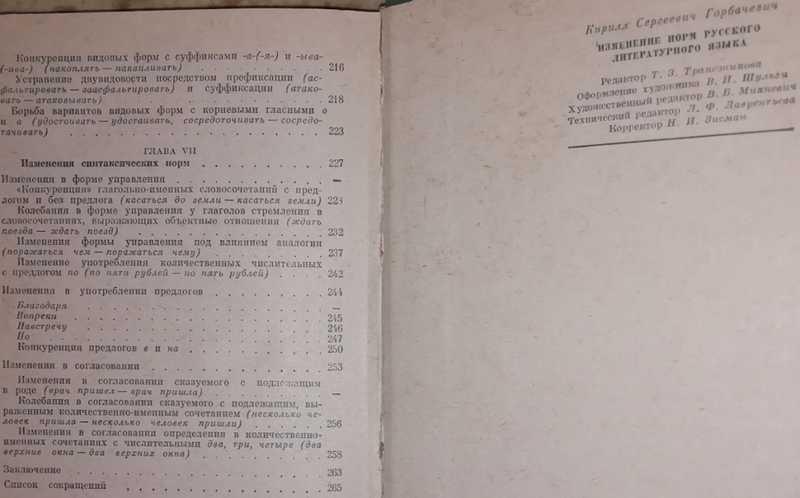 Конкуренция видовых форм с суффиксами -а-(-я-) и -ыва-
(-ива-) (накоплять — накапливать) . . . . . . . . . . 216
Устранение двувидовости посредством префиксации (ас-
фальтировать — заасфальтировать) и суффиксации (атако-
вать — атаковывать) . . . . . . . . . . 218
Борьба вариантов видовых форм с корневыми гласными о
и а (удостоивать — удостаивать, сосредоточивать — сосредо-
тачивать) . . . . . . . . . . 223
ГЛАВА VII
Изменения синтаксических норм . . . . . . . . . . 227
Изменения в форме управления . . . . . . . . . . —
«Конкуренция» глагольно-именных словосочетаний с пред-
логом и без предлога (касаться до земли — касаться земли) 228
Колебания в форме управления у глаголов стремления и
словосочетаниях, выражающих объектные отношения (ждать
поезда — ждать поезд) . . . . . . . . . . 232
Изменения формы управления под влиянием аналогии
(поражаться чем — поражаться чему) . . . . . . . . . . 237
Изменение употребления количественных числительных
с предлогом по (по пяти рублей — по пять рублей) . . . . 242
Изменения в употреблении предлогов . . . . . . . . . . 244
Благодаря . . . . . . . . . . —
Вопреки . . . . . . . . . . 245
Навстречу . . . . . . . . . . 246
По . . . . . . . . . . 247
Конкуренция предлогов в и на . . . . . . . . . . 250
Изменения в согласовании . . . . . . . . . . 253
Изменения в согласовании сказуемого с подлежащим
в роде (врач пришел — врач пришла) . . . . . . . . . . —
Колебания в согласовании сказуемого с подлежащим, вы-
раженным количественно-именным сочетанием (несколько че-
ловек пришло — несколько человек пришли) . . . . . . 256
Изменения в согласовании определения в количественно-
именных сочетаниях с числительными два, три, четыре (два
верхние окна — два верхних окна) . . . . . . . . . . 258
Заключение . . . . . . . . . . 263
Список сокращений . . . . . . . . . . 265
Кирилл Сергеевич Горбачевич
ИЗМЕНЕНИЕ НОРМ РУССКОГО
ЛИТЕРАТУРНОГО ЯЗЫКА
Редактор Т. Э.
Оформление художника В. И. Шульга
Художественный редактор В. Б. Михневич
Технический редактор Л. Ф. Лаврентьева
Корректор Н. И. Зисман